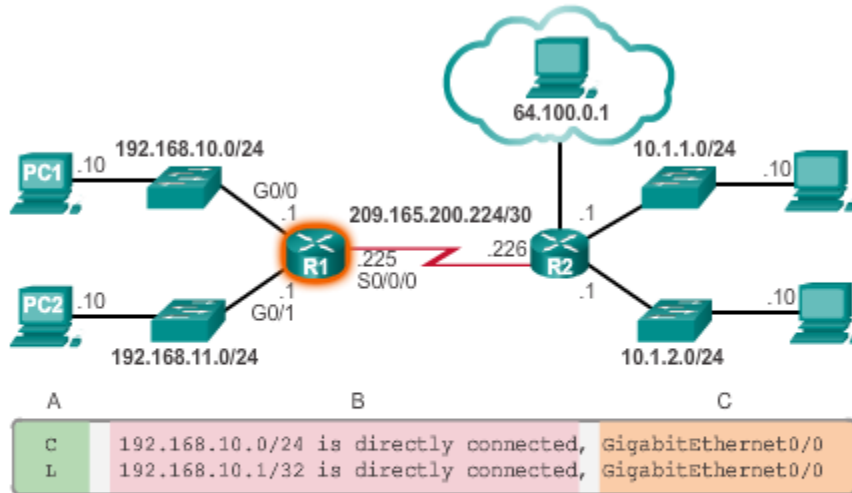 64.100.0.1
192.168.10.0/24
10.1.1.0/24
PC1
.10
G0/0
.1
209.165.200.224/30
.10
.1
R1
.225
S0/0/0
.226
R2
PC2
.10
.1
G0/1
.1
.10
192.168.11.0/24
10.1.2.0/24
A B C
C 192.168.10.0/24 is directly connected, GigabitEthernet0/0
L 192.168.10.1/32 is directly connected, GigabitEthernet0/0